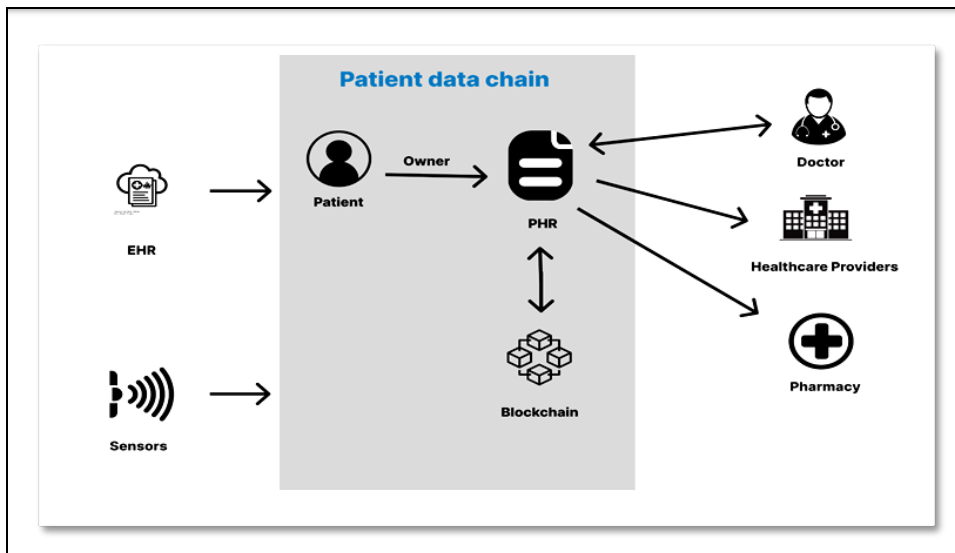 Patient data chain
Owner
Patient
PHR
Doctor
EHR
Healthcare Providers
Blockchain
Pharmacy
Sensors